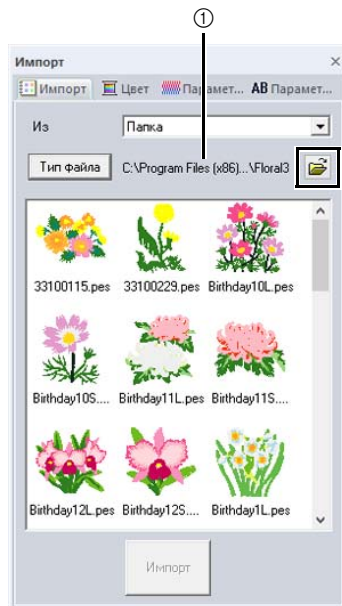 ①
Импорт ×
Импорт Цвет Парамет... AB Парамет...
Из Папка
Тип файла C:\Program Files (x86)...\Floral3
33100115.pes 33100229.pes Birthday10L.pes
Birthday10S.... Birthday11L.pes Birthday11S....
Birthday12L.pes Birthday12S.... Birthday1L.pes
Импорт